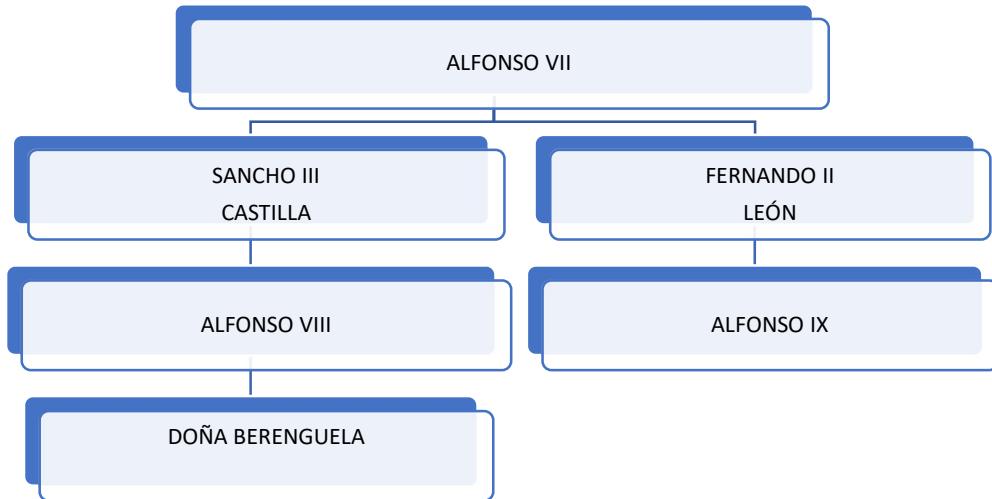 ALFONSO VII
SANCHO III
CASTILLA
FERNANDO II
LEÓN
ALFONSO VIII
ALFONSO IX
DOÑA BERENGUELA